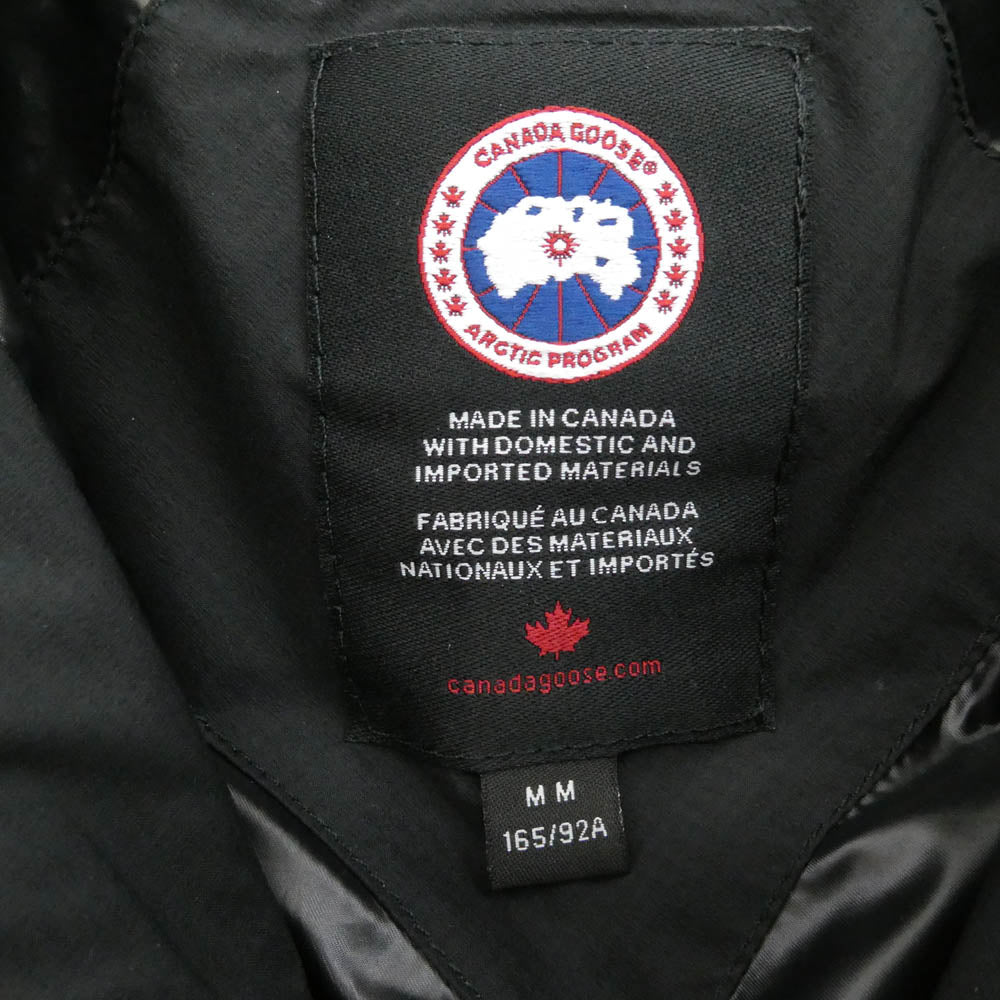 CANADA GOOSE®
ARCTIC PROGRAM
MADE IN CANADA
WITH DOMESTIC AND
IMPORTED MATERIALS
FABRIQUÉ AU CANADA
AVEC DES MATERIAUX
NATIONAUX ET IMPORTÉS
canadagoose.com
M M
165/92A